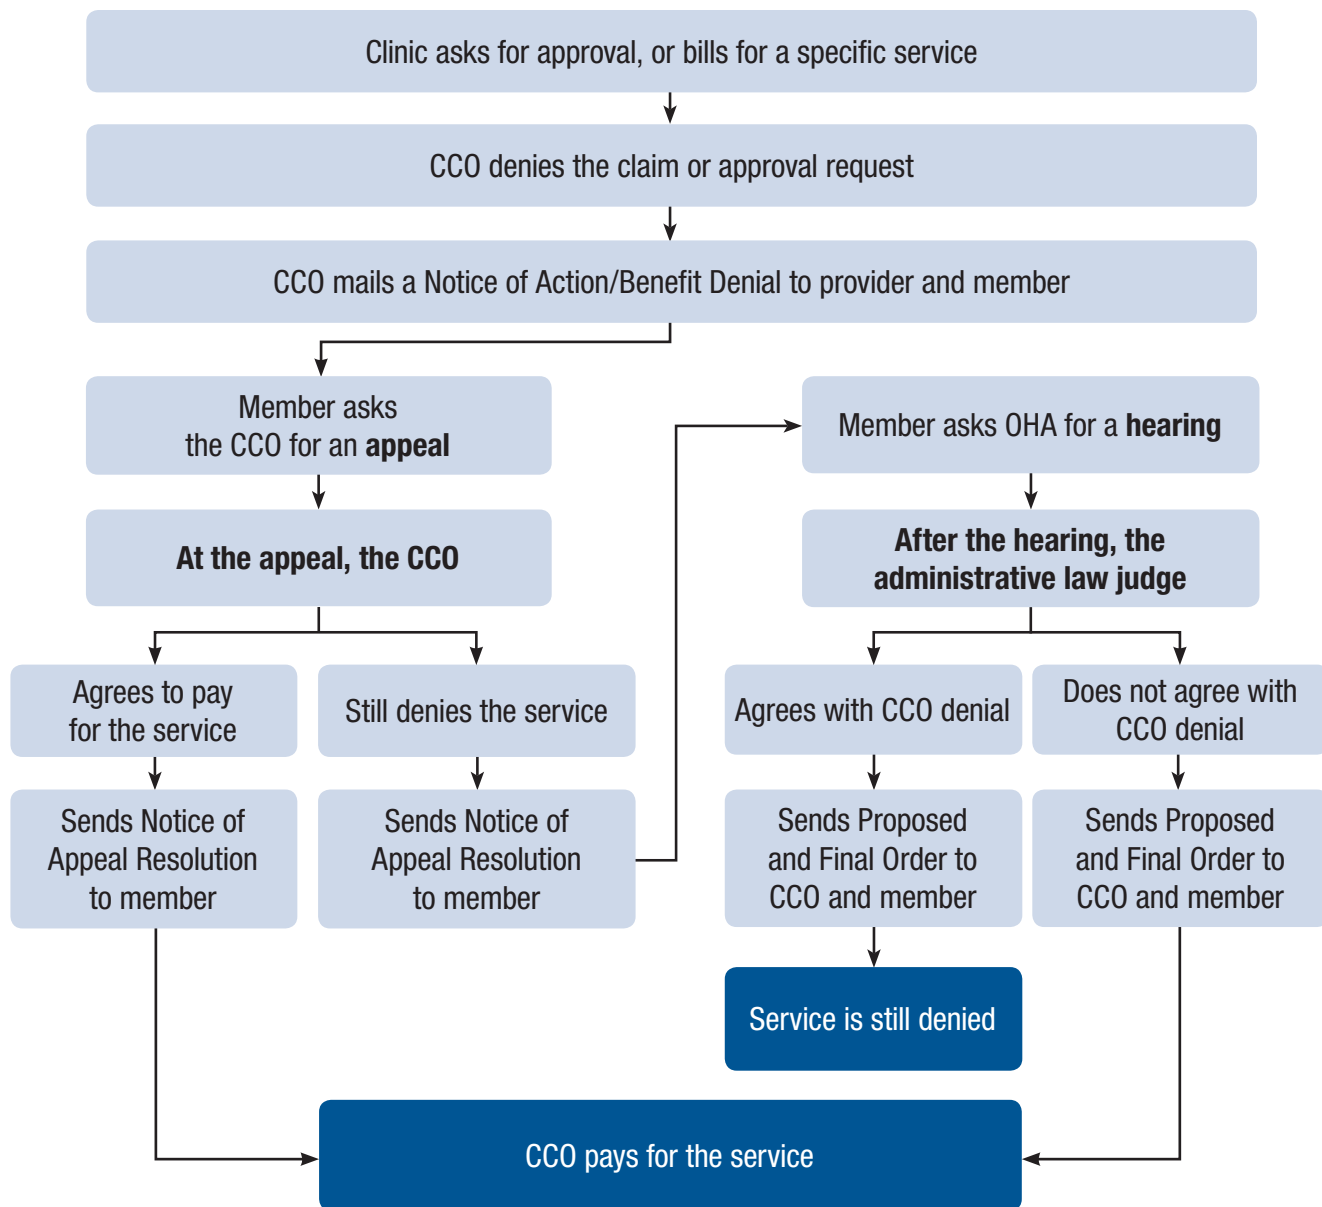 Clinic asks for approval, or bills for a specific service
CCO denies the claim or approval request
CCO mails a Notice of Action/Benefit Denial to provider and member
Member asks
the CCO for an appeal
At the appeal, the CCO
Agrees to pay
for the service
Still denies the service
Sends Notice of
Appeal Resolution
to member
Sends Notice of
Appeal Resolution
to member
Member asks OHA for a hearing
After the hearing, the
administrative law judge
Agrees with CCO denial
Does not agree with
CCO denial
Sends Proposed
and Final Order to
CCO and member
Sends Proposed
and Final Order to
CCO and member
Service is still denied
CCO pays for the service